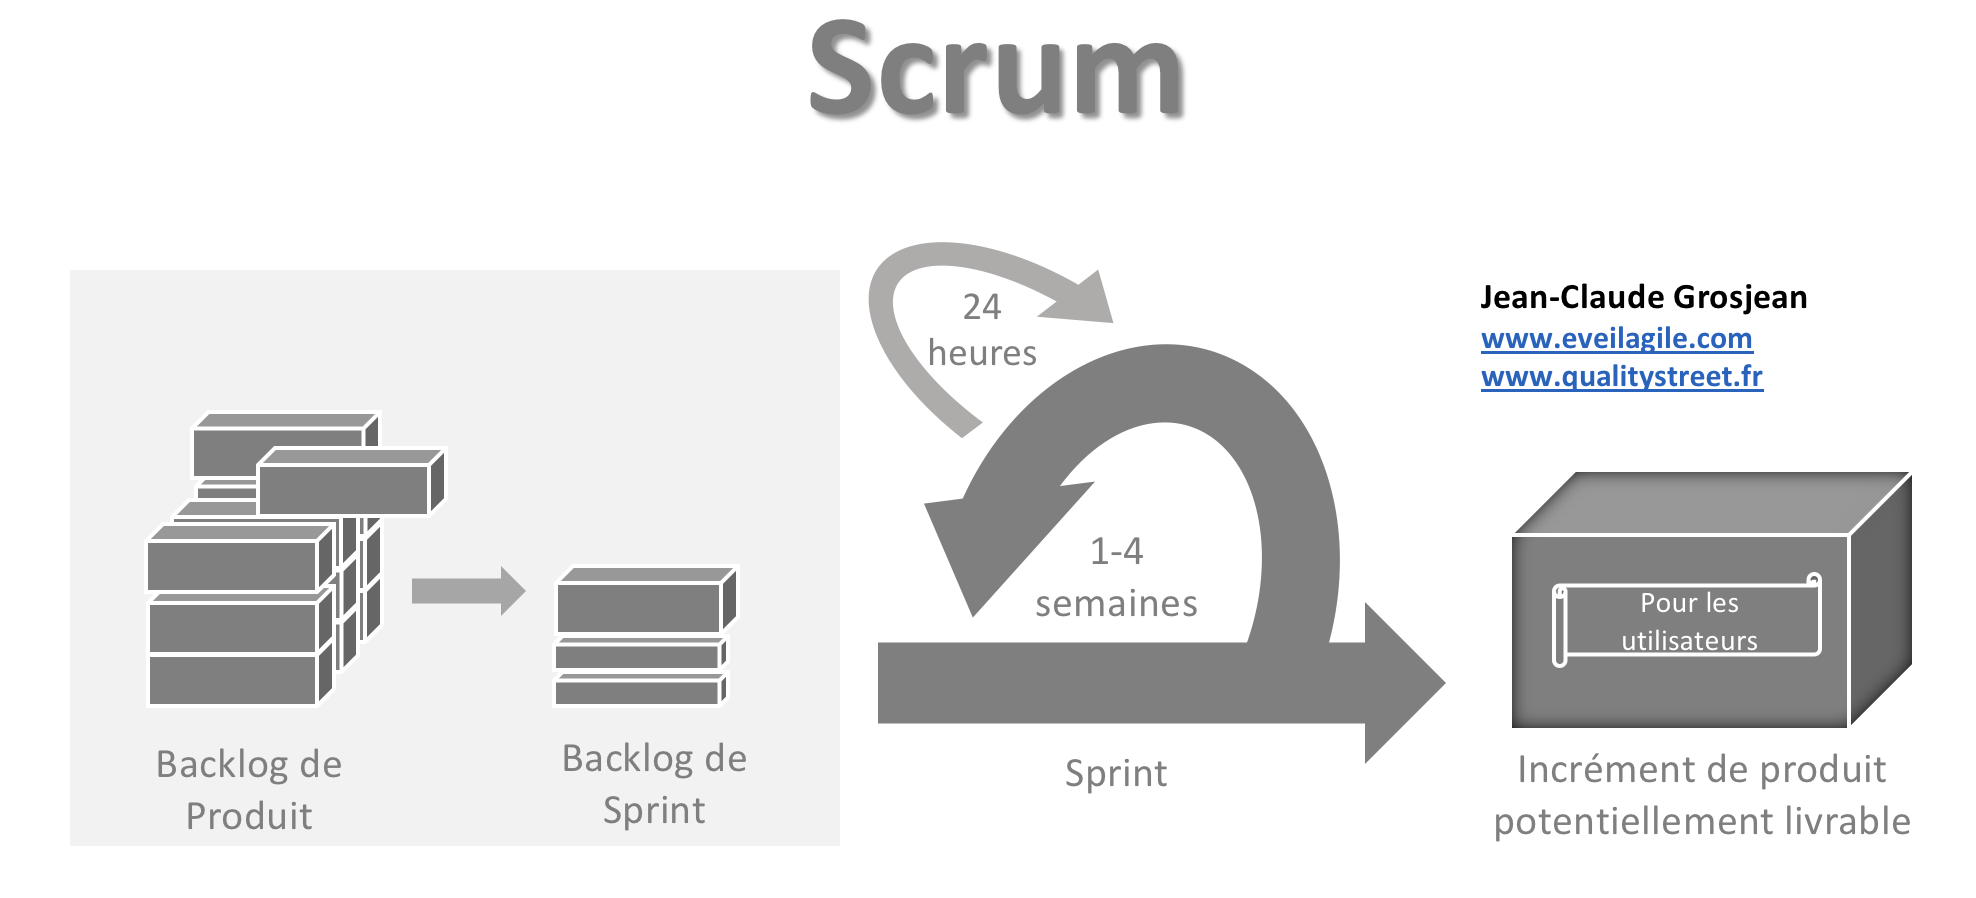 Scrum
24
heures
Jean-Claude Grosjean
www.eveilagile.com
www.qualitystreet.fr
1-4
semaines
Pour les
utilisateurs
Backlog de
Produit
Backlog de
Sprint
Sprint
Incrément de produit
potentiellement livrable